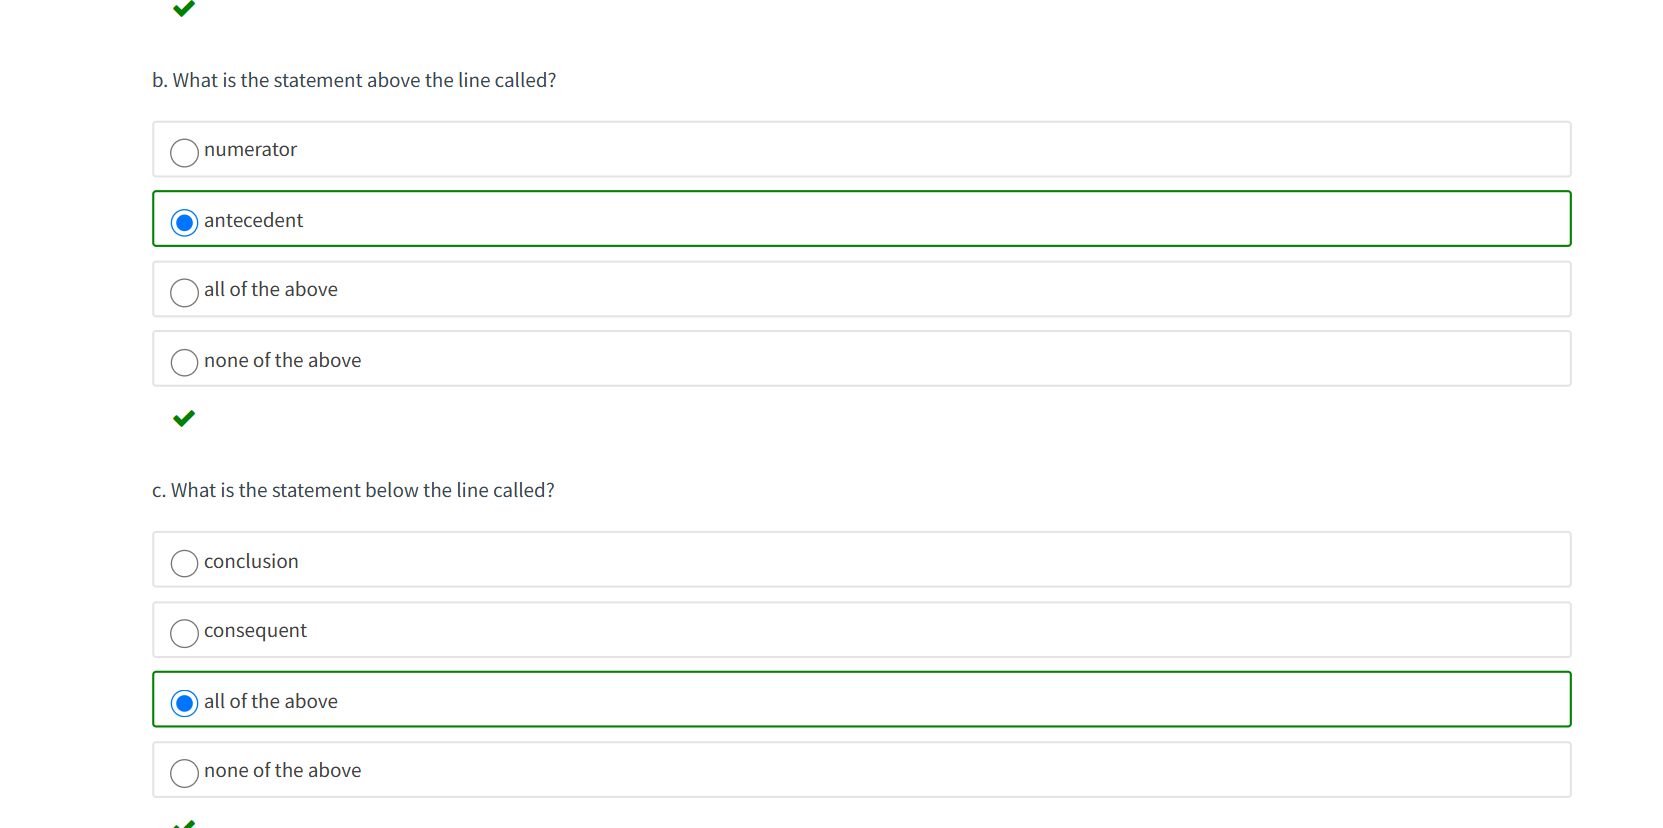 b. What is the statement above the line called?
numerator
antecedent
all of the above
none of the above
c. What is the statement below the line called?
conclusion
consequent
all of the above
none of the above